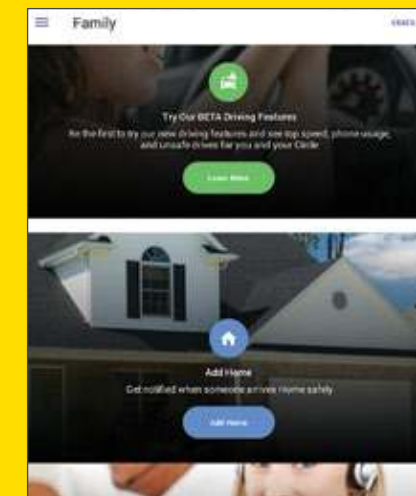 Family
Try Our BETA Driving Features
Be the first to try our new driving features and see top speed, phone usage,
and unsafe drives for you and your Circle
Learn More
Add Home
Get notified when someone arrives Home safely
Add Home